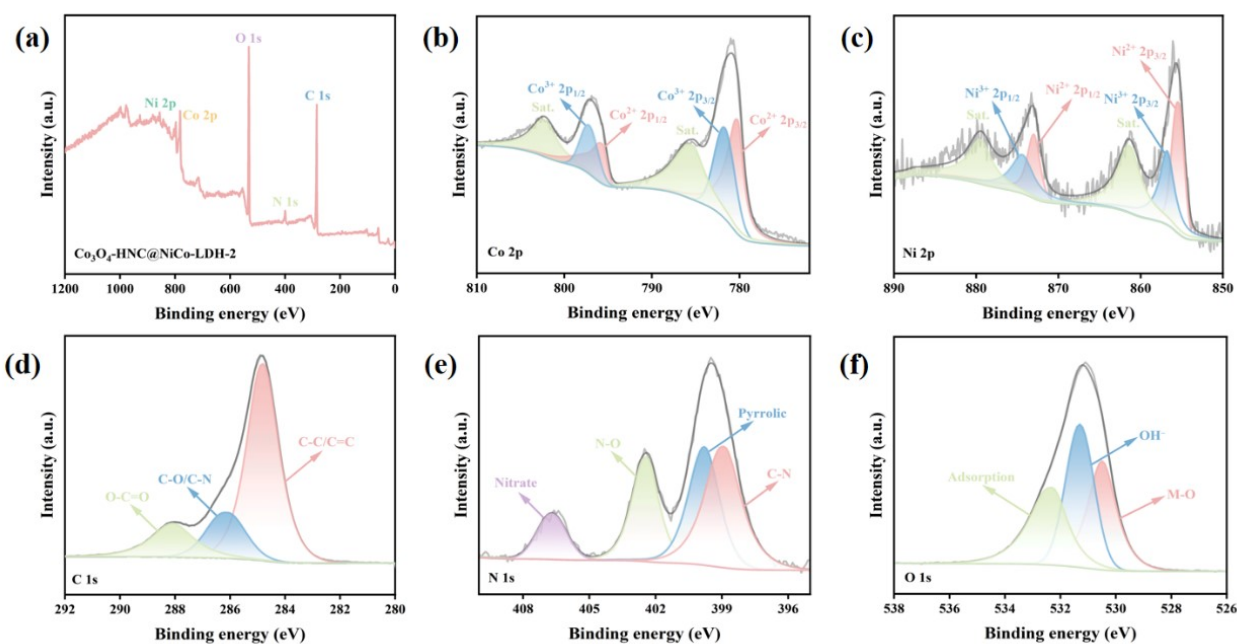 (a)
O 1s
C 1s
Ni 2p
Co 2p
N 1s
Co₃O₄-HNC@NiCo-LDH-2
Intensity (a.u.)
1200 1000 800 600 400 200 0
Binding energy (eV)
(b)
Co³⁺ 2p₁/₂
Sat.
Co²⁺ 2p₁/₂
Co³⁺ 2p₃/₂
Sat.
Co²⁺ 2p₃/₂
Co 2p
Intensity (a.u.)
810 800 790 780
Binding energy (eV)
(c)
Ni²⁺ 2p₃/₂
Ni³⁺ 2p₁/₂
Ni²⁺ 2p₁/₂
Ni³⁺ 2p₃/₂
Sat.
Sat.
Ni 2p
Intensity (a.u.)
890 880 870 860 850
Binding energy (eV)
(d)
C-C/C=C
C-O/C-N
O-C=O
C 1s
Intensity (a.u.)
292 290 288 286 284 282 280
Binding energy (eV)
(e)
Pyrrolic
N-O
C-N
Nitrate
N 1s
Intensity (a.u.)
408 405 402 399 396
Binding energy (eV)
(f)
OH⁻
Adsorption
M-O
O 1s
Intensity (a.u.)
538 536 534 532 530 528 526
Binding energy (eV)